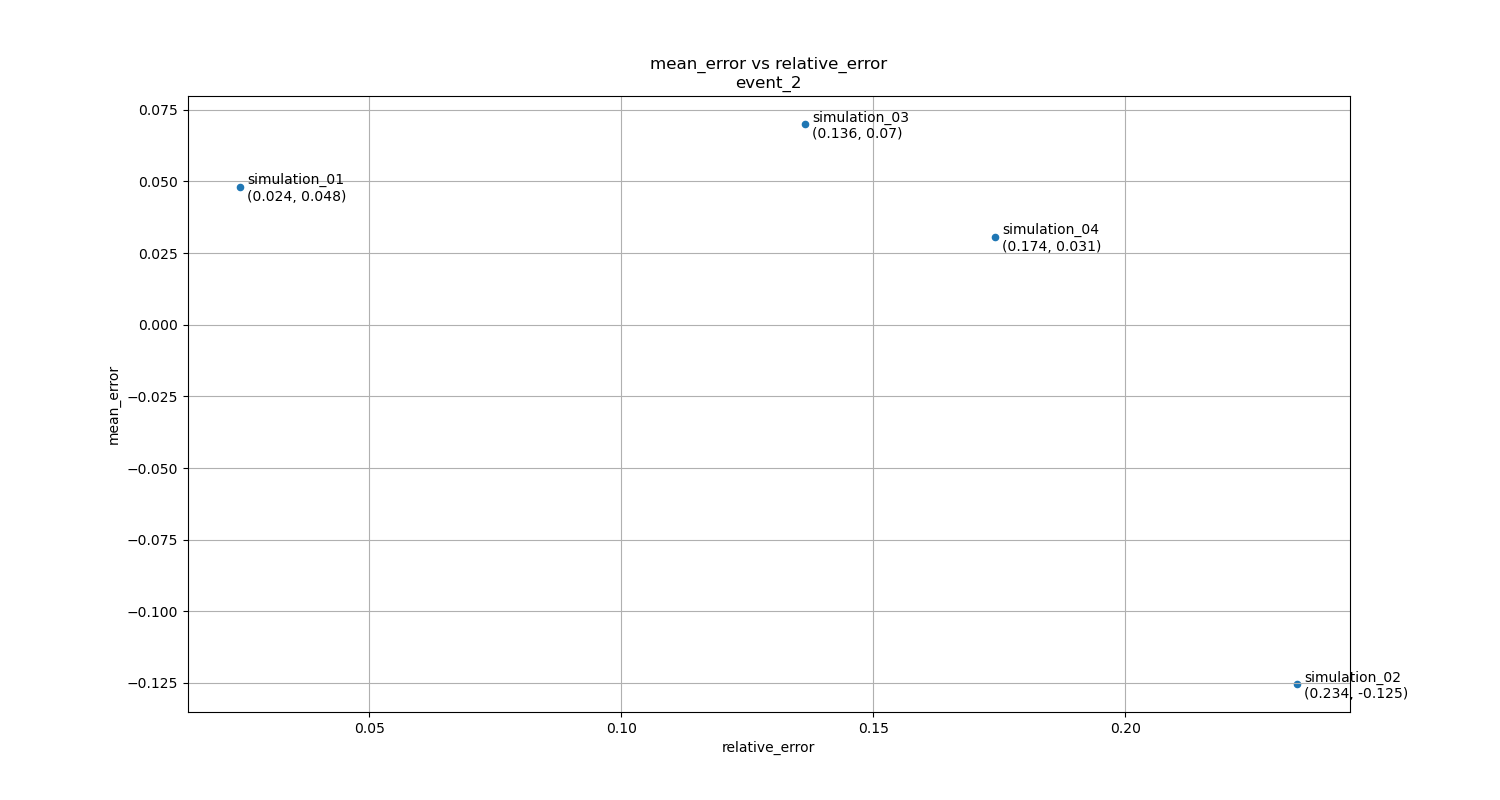 mean_error vs relative_error
event_2
0.075
0.050
0.025
0.000
−0.025
−0.050
−0.075
−0.100
−0.125
mean_error
simulation_03
(0.136, 0.07)
simulation_01
(0.024, 0.048)
simulation_04
(0.174, 0.031)
simulation_02
(0.234, -0.125)
0.05
0.10
0.15
0.20
relative_error